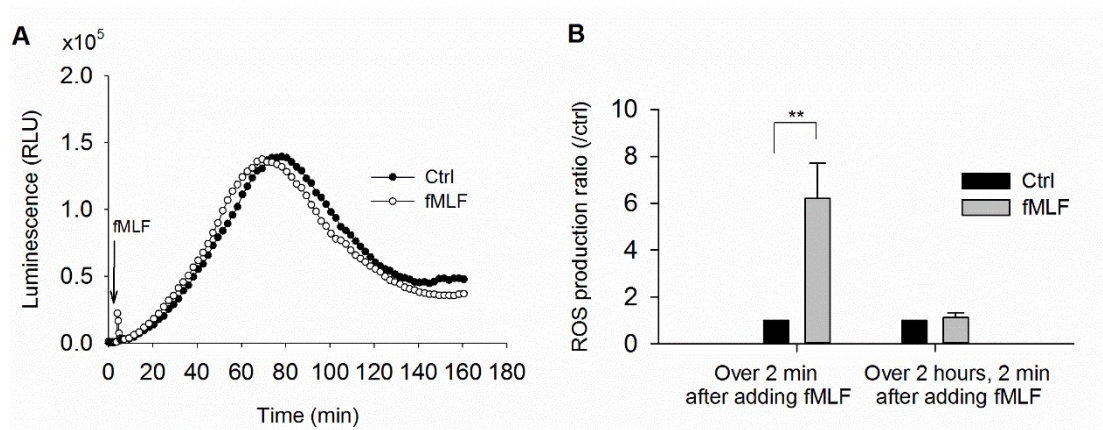 A
x10⁵
2.0
1.5
1.0
0.5
0.0
Luminescence (RLU)
fMLF
Ctrl
fMLF
0 20 40 60 80 100 120 140 160 180
Time (min)
B
10
8
6
4
2
0
ROS production ratio (/ctrl)
**
Ctrl
fMLF
Over 2 min
after adding fMLF
Over 2 hours, 2 min
after adding fMLF